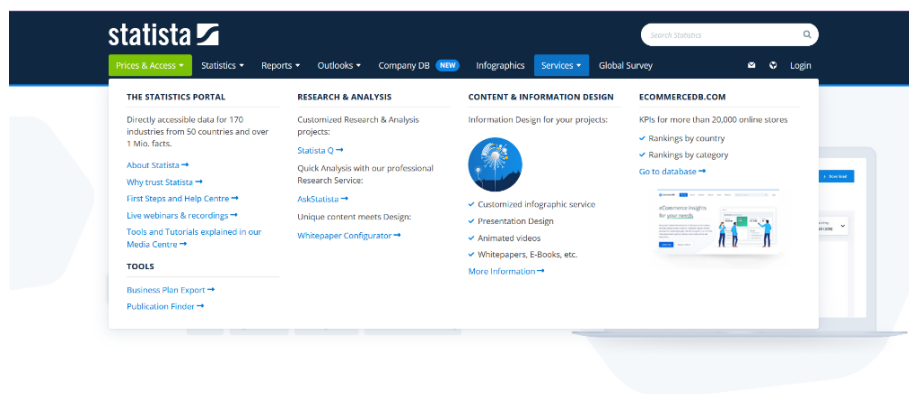 statista
Search Statistics
Prices & Access
Statistics
Reports
Outlooks
Company DB NEW
Infographics
Services
Global Survey
Login
THE STATISTICS PORTAL
Directly accessible data for 170
industries from 50 countries and over
1 Mio. facts.
About Statista →
Why trust Statista →
First Steps and Help Centre →
Live webinars & recordings →
Tools and Tutorials explained in our
Media Centre →
TOOLS
Business Plan Export →
Publication Finder →
RESEARCH & ANALYSIS
Customized Research & Analysis
projects:
Statista Q →
Quick Analysis with our professional
Research Service:
AskStatista →
Unique content meets Design:
Whitepaper Configurator →
CONTENT & INFORMATION DESIGN
Information Design for your projects:
Customized infographic service
Presentation Design
Animated videos
Whitepapers, E-Books, etc.
More Information →
ECOMMERCEDB.COM
KPIs for more than 20,000 online stores
Rankings by country
Rankings by category
Go to database →
eCommerce insights
for your needs
Download